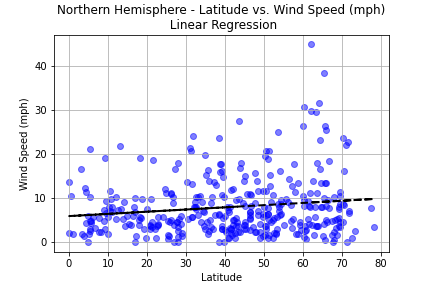 Northern Hemisphere - Latitude vs. Wind Speed (mph)
Linear Regression
Wind Speed (mph)
40
30
20
10
0
0 10 20 30 40 50 60 70 80
Latitude